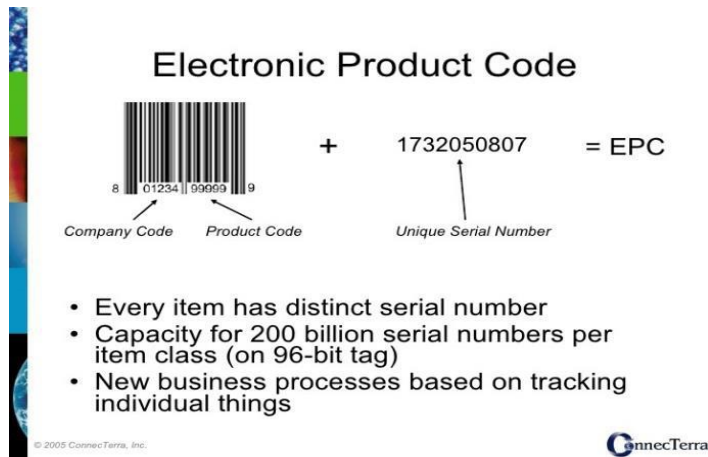 Electronic Product Code
+ 1732050807 = EPC
8 01234 99999 9
Company Code Product Code Unique Serial Number
• Every item has distinct serial number
• Capacity for 200 billion serial numbers per
item class (on 96-bit tag)
• New business processes based on tracking
individual things
© 2005 ConnecTerra, Inc.
ConnecTerra